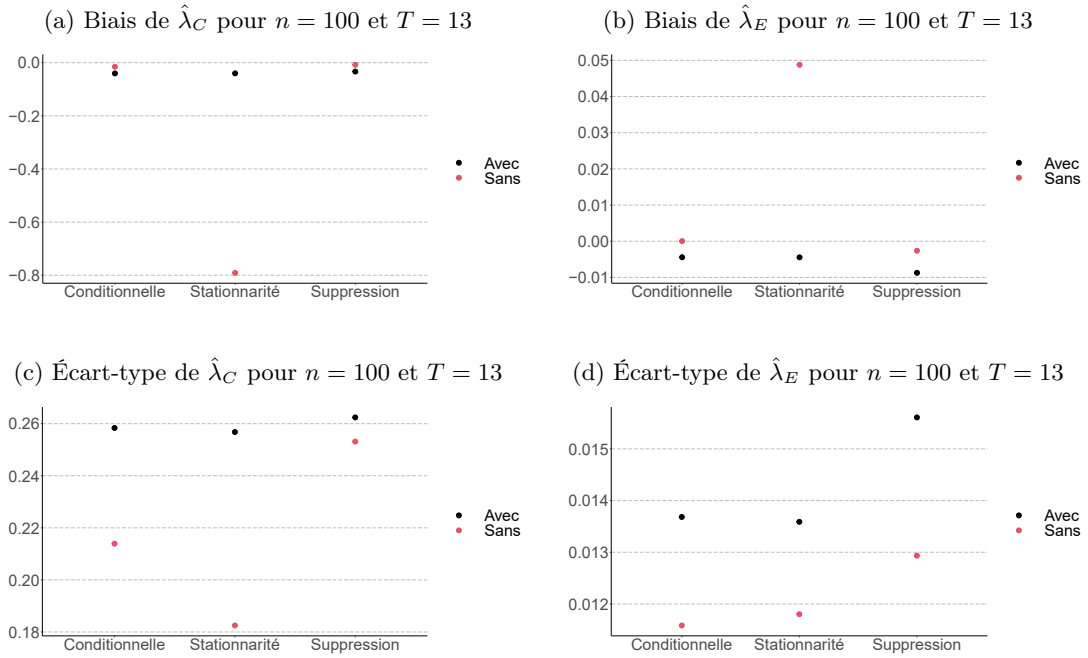 (a) Biais de λ̂_C pour n = 100 et T = 13
0.0
−0.2
−0.4
−0.6
−0.8
Conditionnelle Stationnarité Suppression
Avec
Sans
(b) Biais de λ̂_E pour n = 100 et T = 13
0.05
0.04
0.03
0.02
0.01
0.00
−0.01
Conditionnelle Stationnarité Suppression
Avec
Sans
(c) Écart-type de λ̂_C pour n = 100 et T = 13
0.26
0.24
0.22
0.20
0.18
Conditionnelle Stationnarité Suppression
Avec
Sans
(d) Écart-type de λ̂_E pour n = 100 et T = 13
0.015
0.014
0.013
0.012
Conditionnelle Stationnarité Suppression
Avec
Sans